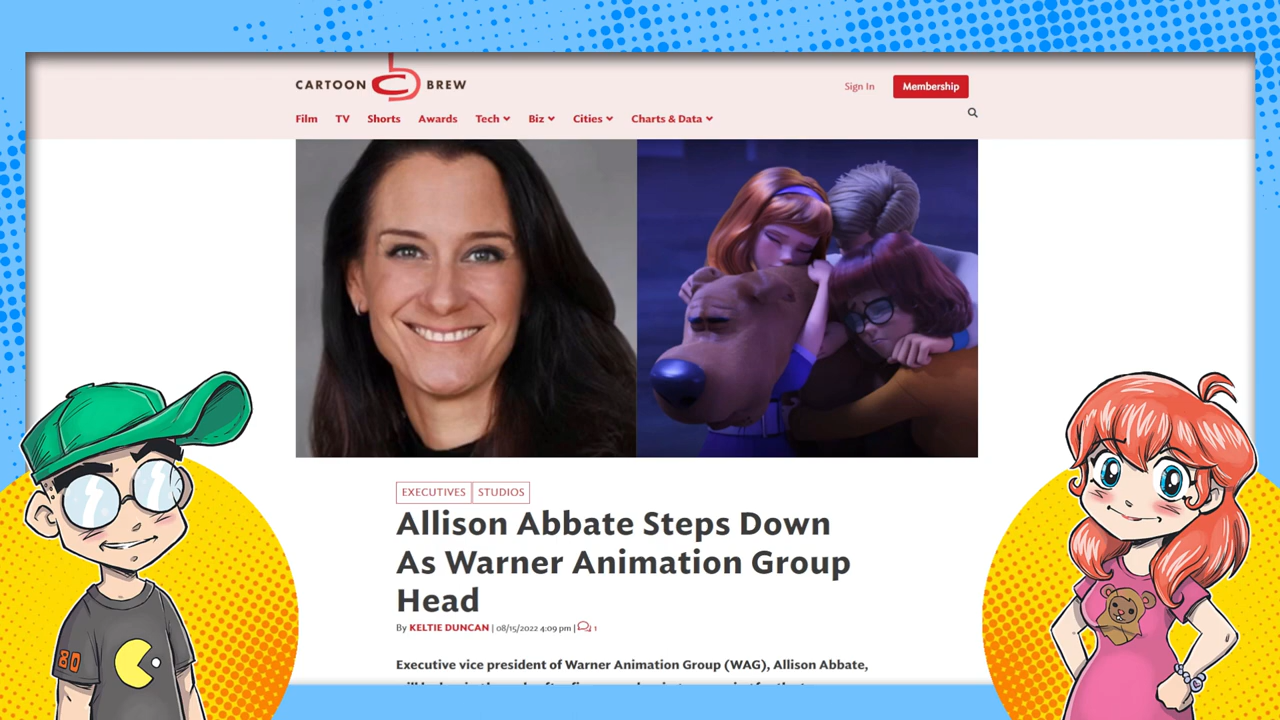 CARTOON BREW
Sign In
Membership
Film TV Shorts Awards Tech Biz Cities Charts & Data
EXECUTIVES STUDIOS
Allison Abbate Steps Down
As Warner Animation Group
Head
By KELTIE DUNCAN | 08/15/2022 4:09 pm | 1
Executive vice president of Warner Animation Group (WAG), Allison Abbate,
80